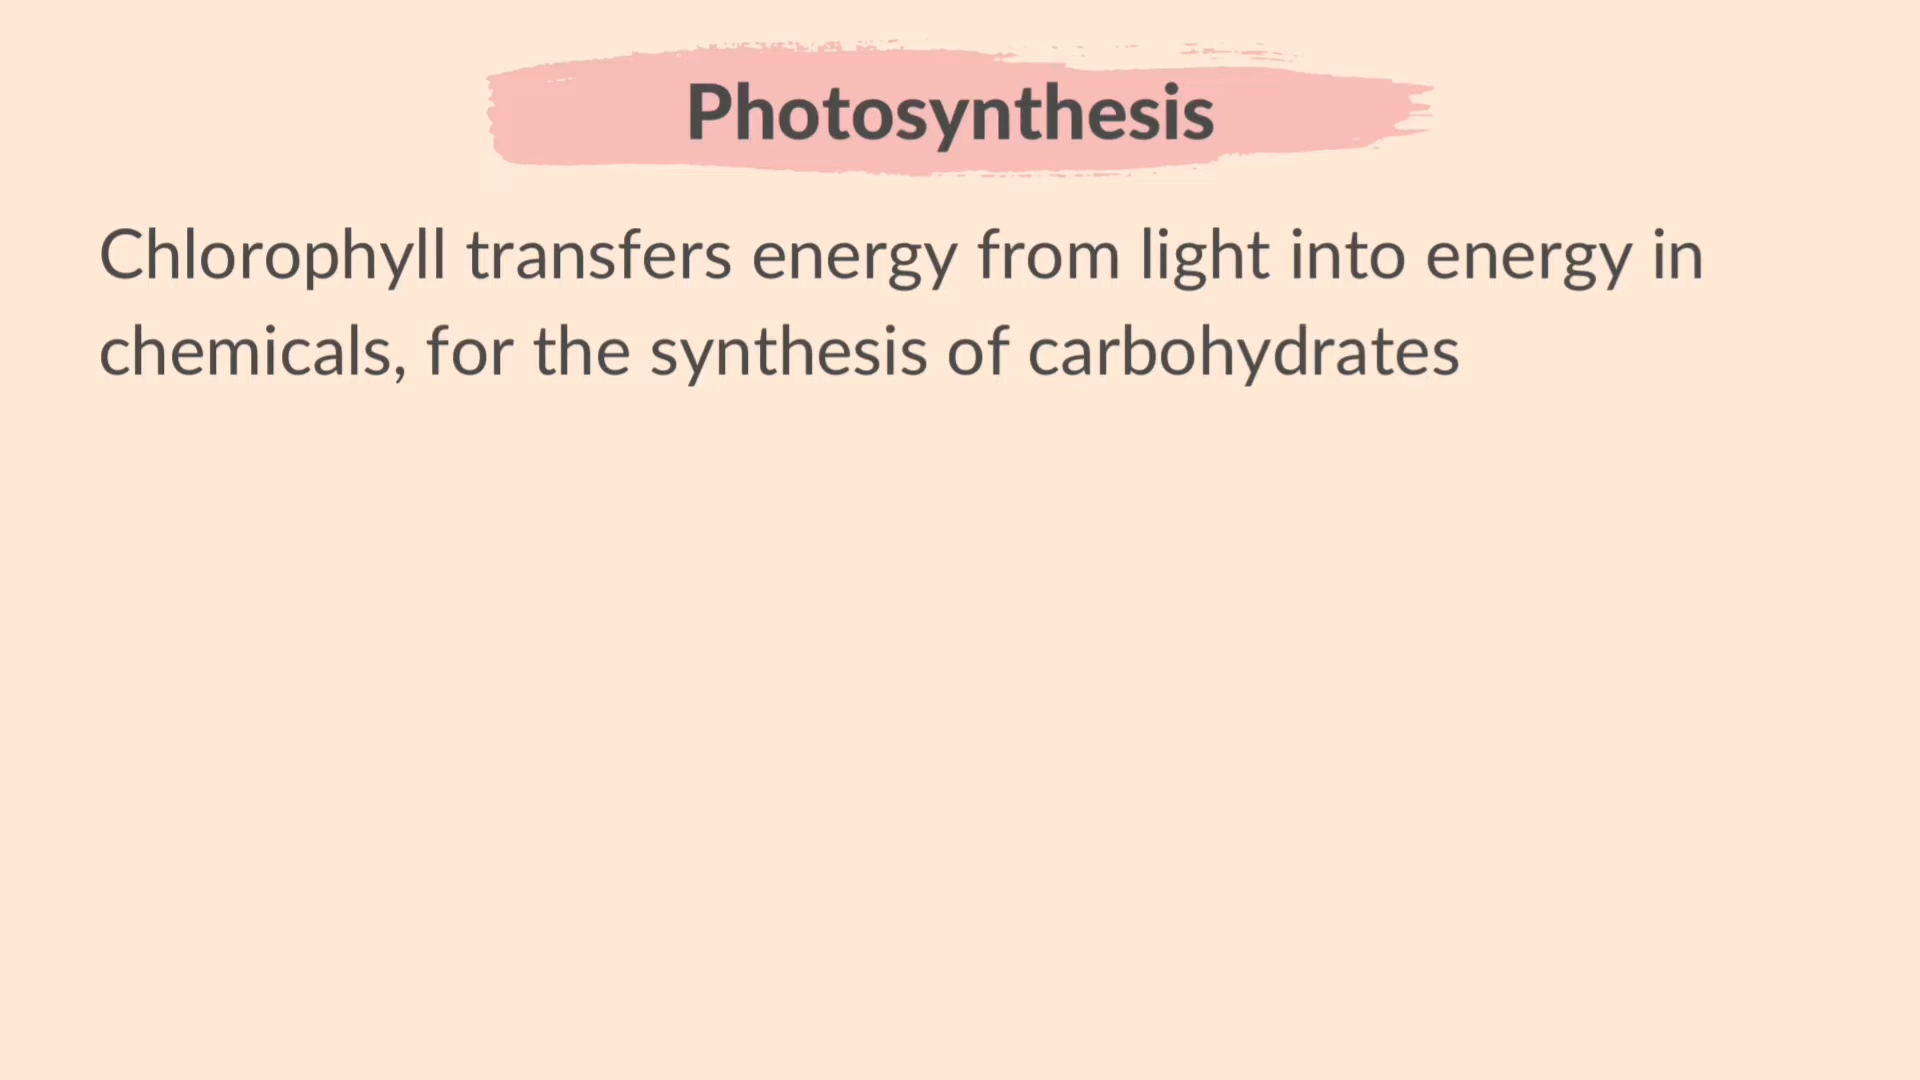 Photosynthesis
Chlorophyll transfers energy from light into energy in
chemicals, for the synthesis of carbohydrates